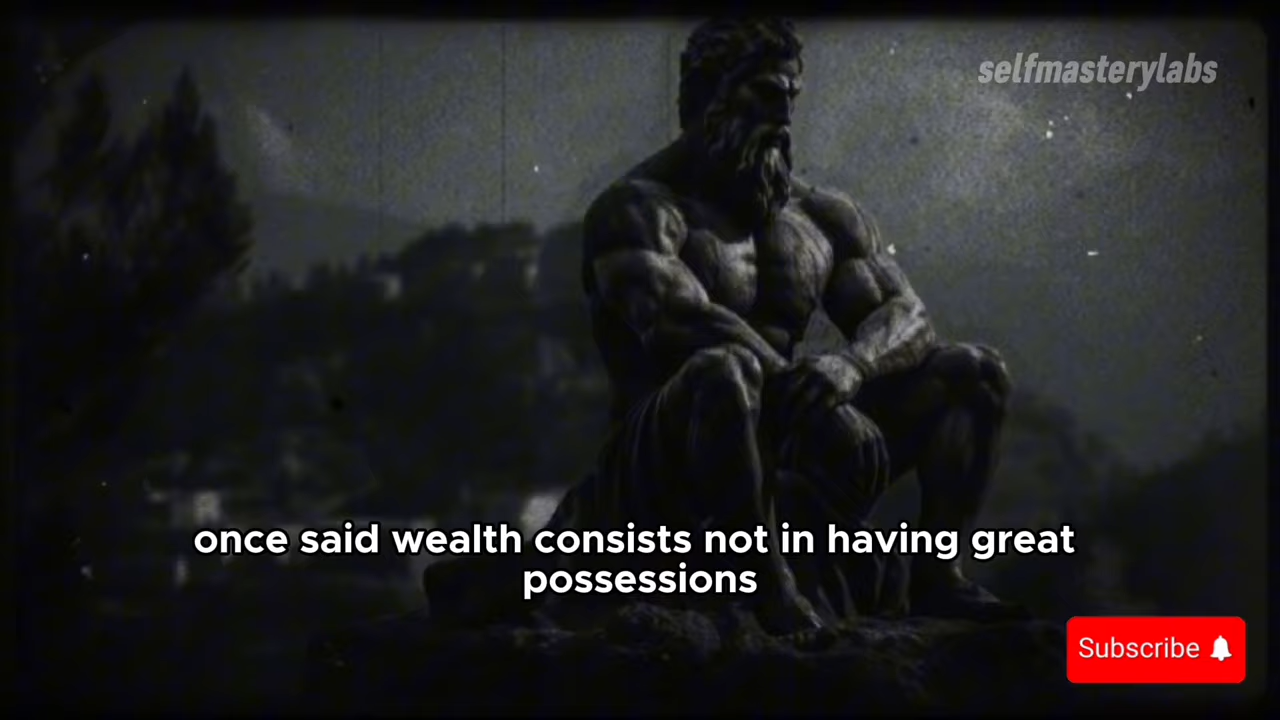 selfmasterylabs
once said wealth consists not in having great
possessions
Subscribe